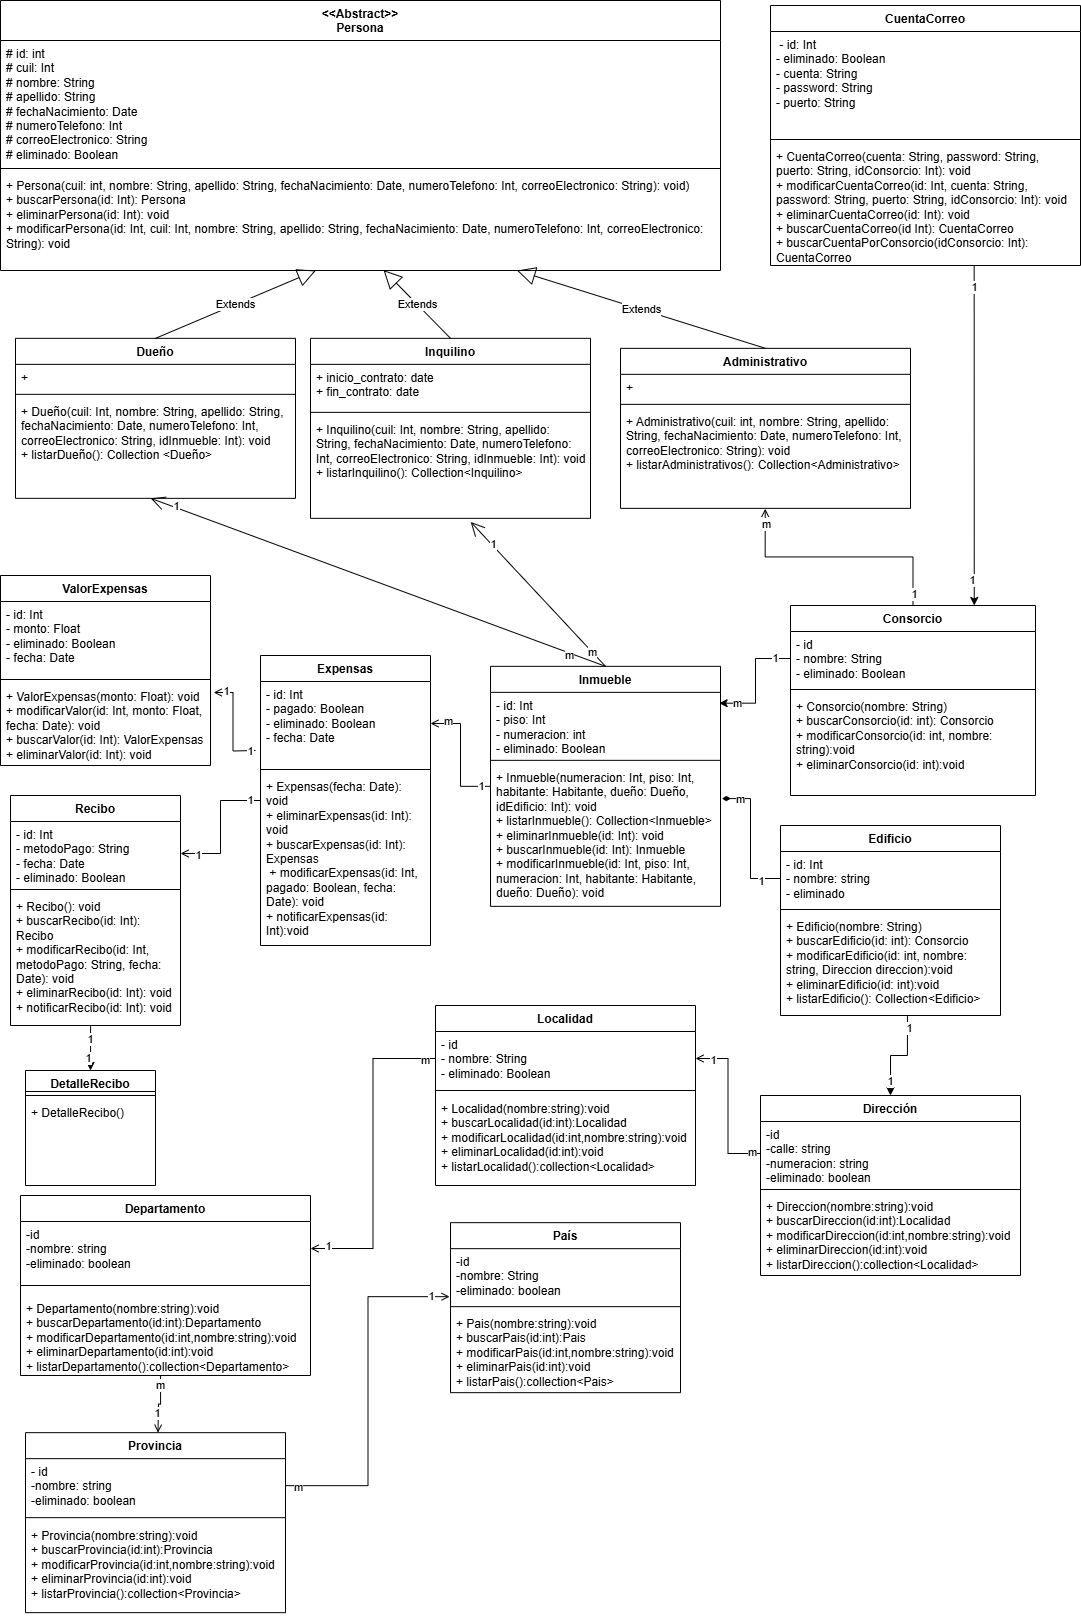 <<Abstract>>
Persona
# id: int
# cuil: Int
# nombre: String
# apellido: String
# fechaNacimiento: Date
# numeroTelefono: Int
# correoElectronico: String
# eliminado: Boolean
+ Persona(cuil: int, nombre: String, apellido: String, fechaNacimiento: Date, numeroTelefono: Int, correoElectronico: String): void)
+ buscarPersona(id: Int): Persona
+ eliminarPersona(id: Int): void
+ modificarPersona(id: Int, cuil: Int, nombre: String, apellido: String, fechaNacimiento: Date, numeroTelefono: Int, correoElectronico:
String): void
CuentaCorreo
- id: Int
- eliminado: Boolean
- cuenta: String
- password: String
- puerto: String
+ CuentaCorreo(cuenta: String, password: String,
puerto: String, idConsorcio: Int): void
+ modificarCuentaCorreo(id: Int, cuenta: String,
password: String, puerto: String, idConsorcio: Int): void
+ eliminarCuentaCorreo(id: Int): void
+ buscarCuentaCorreo(id Int): CuentaCorreo
+ buscarCuentaPorConsorcio(idConsorcio: Int):
CuentaCorreo
1
1
Extends
Extends
Extends
Dueño
+
+ Dueño(cuil: Int, nombre: String, apellido: String,
fechaNacimiento: Date, numeroTelefono: Int,
correoElectronico: String, idInmueble: Int): void
+ listarDueño(): Collection <Dueño>
Inquilino
+ inicio_contrato: date
+ fin_contrato: date
+ Inquilino(cuil: Int, nombre: String, apellido:
String, fechaNacimiento: Date, numeroTelefono:
Int, correoElectronico: String, idInmueble: Int): void
+ listarInquilino(): Collection<Inquilino>
Administrativo
+
+ Administrativo(cuil: int, nombre: String, apellido:
String, fechaNacimiento: Date, numeroTelefono: Int,
correoElectronico: String): void
+ listarAdministrativos(): Collection<Administrativo>
1
m
1
m
m
1
ValorExpensas
- id: Int
- monto: Float
- eliminado: Boolean
- fecha: Date
+ ValorExpensas(monto: Float): void
+ modificarValor(id: Int, monto: Float,
fecha: Date): void
+ buscarValor(id: Int): ValorExpensas
+ eliminarValor(id: Int): void
1
1
Expensas
- id: Int
- pagado: Boolean
- eliminado: Boolean
- fecha: Date
+ Expensas(fecha: Date):
void
+ eliminarExpensas(id: Int):
void
+ buscarExpensas(id: Int):
Expensas
+ modificarExpensas(id: Int,
pagado: Boolean, fecha:
Date): void
+ notificarExpensas(id:
Int):void
m
1
Inmueble
- id: Int
- piso: Int
- numeracion: int
- eliminado: Boolean
+ Inmueble(numeracion: Int, piso: Int,
habitante: Habitante, dueño: Dueño,
idEdificio: Int): void
+ listarInmueble(): Collection<Inmueble>
+ eliminarInmueble(id: Int): void
+ buscarInmueble(id: Int): Inmueble
+ modificarInmueble(id: Int, piso: Int,
numeracion: Int, habitante: Habitante,
dueño: Dueño): void
1
m
Consorcio
- id
- nombre: String
- eliminado: Boolean
+ Consorcio(nombre: String)
+ buscarConsorcio(id: int): Consorcio
+ modificarConsorcio(id: int, nombre:
string):void
+ eliminarConsorcio(id: int):void
m
1
Edificio
- id: Int
- nombre: string
- eliminado
+ Edificio(nombre: String)
+ buscarEdificio(id: int): Consorcio
+ modificarEdificio(id: int, nombre:
string, Direccion direccion):void
+ eliminarEdificio(id: int):void
+ listarEdificio(): Collection<Edificio>
1
1
Recibo
- id: Int
- metodoPago: String
- fecha: Date
- eliminado: Boolean
+ Recibo(): void
+ buscarRecibo(id: Int):
Recibo
+ modificarRecibo(id: Int,
metodoPago: String, fecha:
Date): void
+ eliminarRecibo(id: Int): void
+ notificarRecibo(id: Int): void
1
1
1
1
DetalleRecibo
+ DetalleRecibo()
Localidad
- id
- nombre: String
- eliminado: Boolean
+ Localidad(nombre:string):void
+ buscarLocalidad(id:int):Localidad
+ modificarLocalidad(id:int,nombre:string):void
+ eliminarLocalidad(id:int):void
+ listarLocalidad():collection<Localidad>
m
1
1
m
Dirección
-id
-calle: string
-numeracion: string
-eliminado: boolean
+ Direccion(nombre:string):void
+ buscarDireccion(id:int):Localidad
+ modificarDireccion(id:int,nombre:string):void
+ eliminarDireccion(id:int):void
+ listarDireccion():collection<Localidad>
Departamento
-id
-nombre: string
-eliminado: boolean
+ Departamento(nombre:string):void
+ buscarDepartamento(id:int):Departamento
+ modificarDepartamento(id:int,nombre:string):void
+ eliminarDepartamento(id:int):void
+ listarDepartamento():collection<Departamento>
m
1
País
-id
-nombre: String
-eliminado: boolean
+ Pais(nombre:string):void
+ buscarPais(id:int):Pais
+ modificarPais(id:int,nombre:string):void
+ eliminarPais(id:int):void
+ listarPais():collection<Pais>
1
m
Provincia
- id
-nombre: string
-eliminado: boolean
+ Provincia(nombre:string):void
+ buscarProvincia(id:int):Provincia
+ modificarProvincia(id:int,nombre:string):void
+ eliminarProvincia(id:int):void
+ listarProvincia():collection<Provincia>